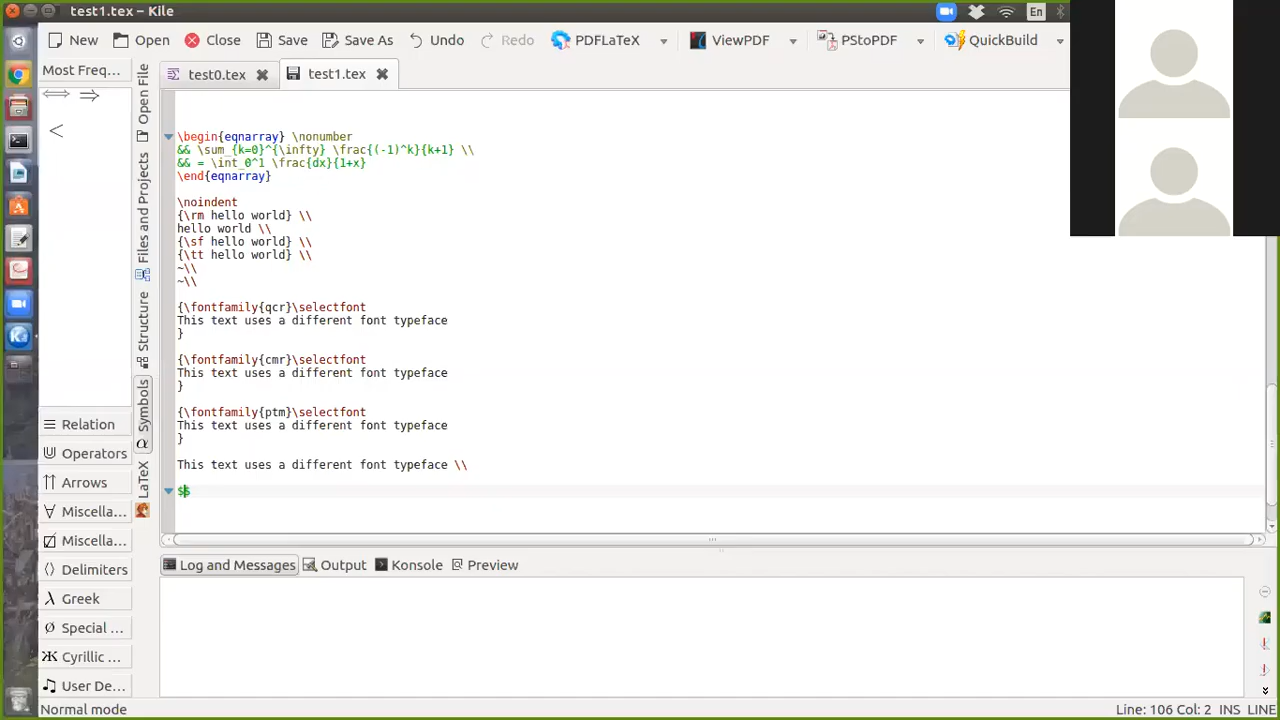 test1.tex – Kile
En
New Open Close Save Save As Undo Redo PDFLaTeX ViewPDF PStoPDF QuickBuild
Most Freq...
test0.tex test1.tex
⟺ ⇒
<
Open File
Files and Projects
Structure
Symbols
LaTeX
\begin{eqnarray} \nonumber
&& \sum_{k=0}^{\infty} \frac{(-1)^k}{k+1} \\
&& = \int_0^1 \frac{dx}{1+x}
\end{eqnarray}
\noindent
{\rm hello world} \\
hello world \\
{\sf hello world} \\
{\tt hello world} \\
~\\
~\\
{\fontfamily{qcr}\selectfont
This text uses a different font typeface
}
{\fontfamily{cmr}\selectfont
This text uses a different font typeface
}
{\fontfamily{ptm}\selectfont
This text uses a different font typeface
}
This text uses a different font typeface \\
$$
Relation
Operators
Arrows
Miscella...
Miscella...
Delimiters
Greek
Special ...
Cyrillic ...
User De...
Log and Messages Output Konsole Preview
Normal mode
Line: 106 Col: 2 INS LINE